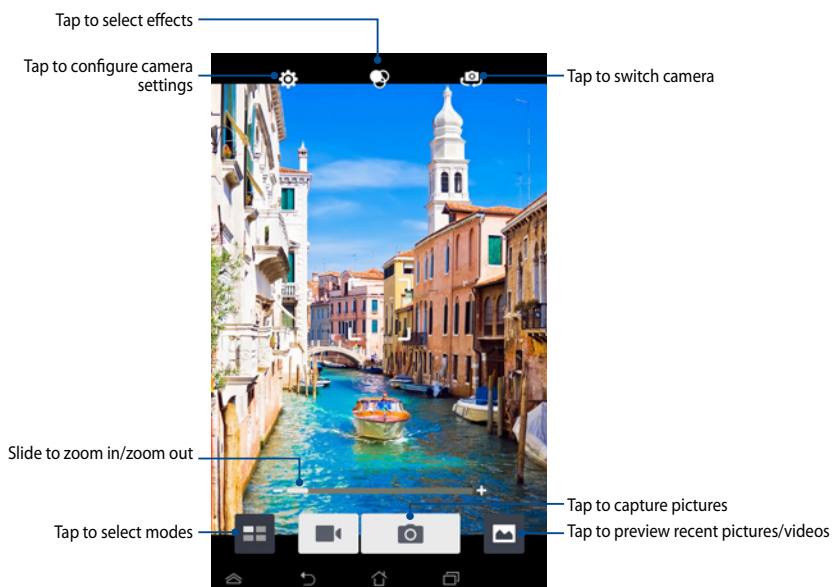 Tap to select effects
Tap to configure camera
settings
Tap to switch camera
Slide to zoom in/zoom out
Tap to capture pictures
Tap to select modes
Tap to preview recent pictures/videos